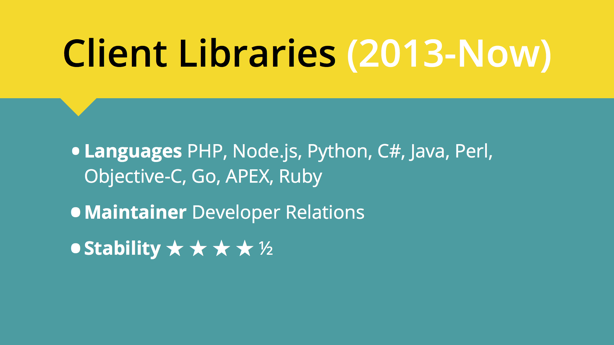 Client Libraries (2013-Now)
• Languages PHP, Node.js, Python, C#, Java, Perl,
Objective-C, Go, APEX, Ruby
• Maintainer Developer Relations
• Stability ★ ★ ★ ★ ½